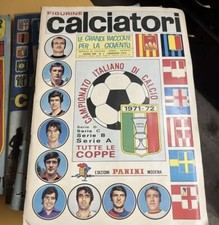 FIGURINE
calciatori
LE GRANDI RACCOLTE
PER LA GIOVENTÙ
CAMPIONATO ITALIANO DI CALCIO
1971-72
Serie D
Serie C
Serie B
Serie A
TUTTE LE
COPPE
EDIZIONI PANINI MODENA